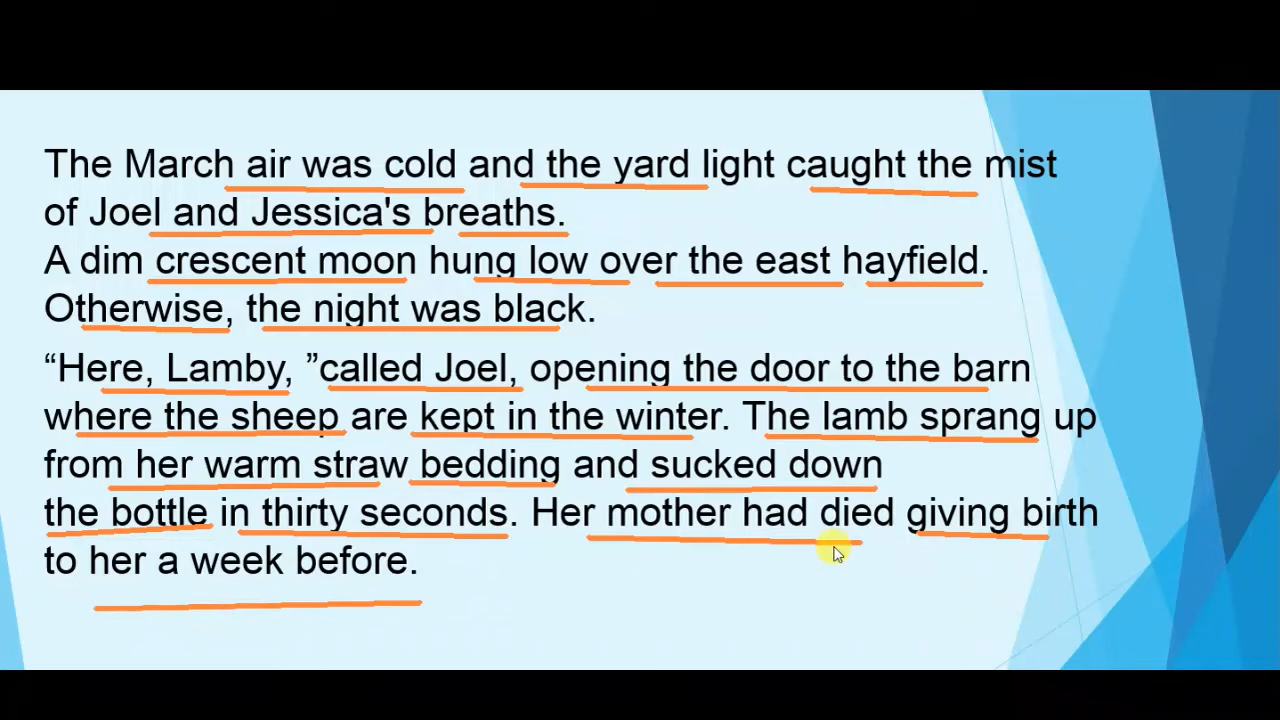 The March air was cold and the yard light caught the mist
of Joel and Jessica's breaths.
A dim crescent moon hung low over the east hayfield.
Otherwise, the night was black.
“Here, Lamby, ”called Joel, opening the door to the barn
where the sheep are kept in the winter. The lamb sprang up
from her warm straw bedding and sucked down
the bottle in thirty seconds. Her mother had died giving birth
to her a week before.